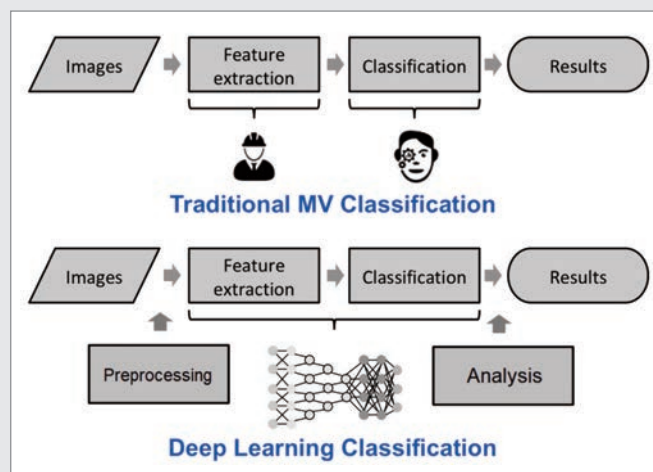 Images
Feature
extraction
Classification
Results
Traditional MV Classification
Images
Feature
extraction
Classification
Results
Preprocessing
Analysis
Deep Learning Classification